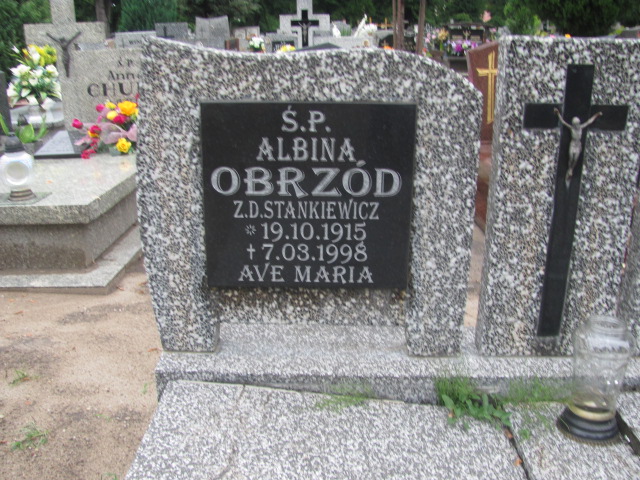 Ś.P.
ALBINA
OBRZÓD
Z.D.STANKIEWICZ
* 19.10.1915
† 7.03.1998
AVE MARIA
Ś.P.